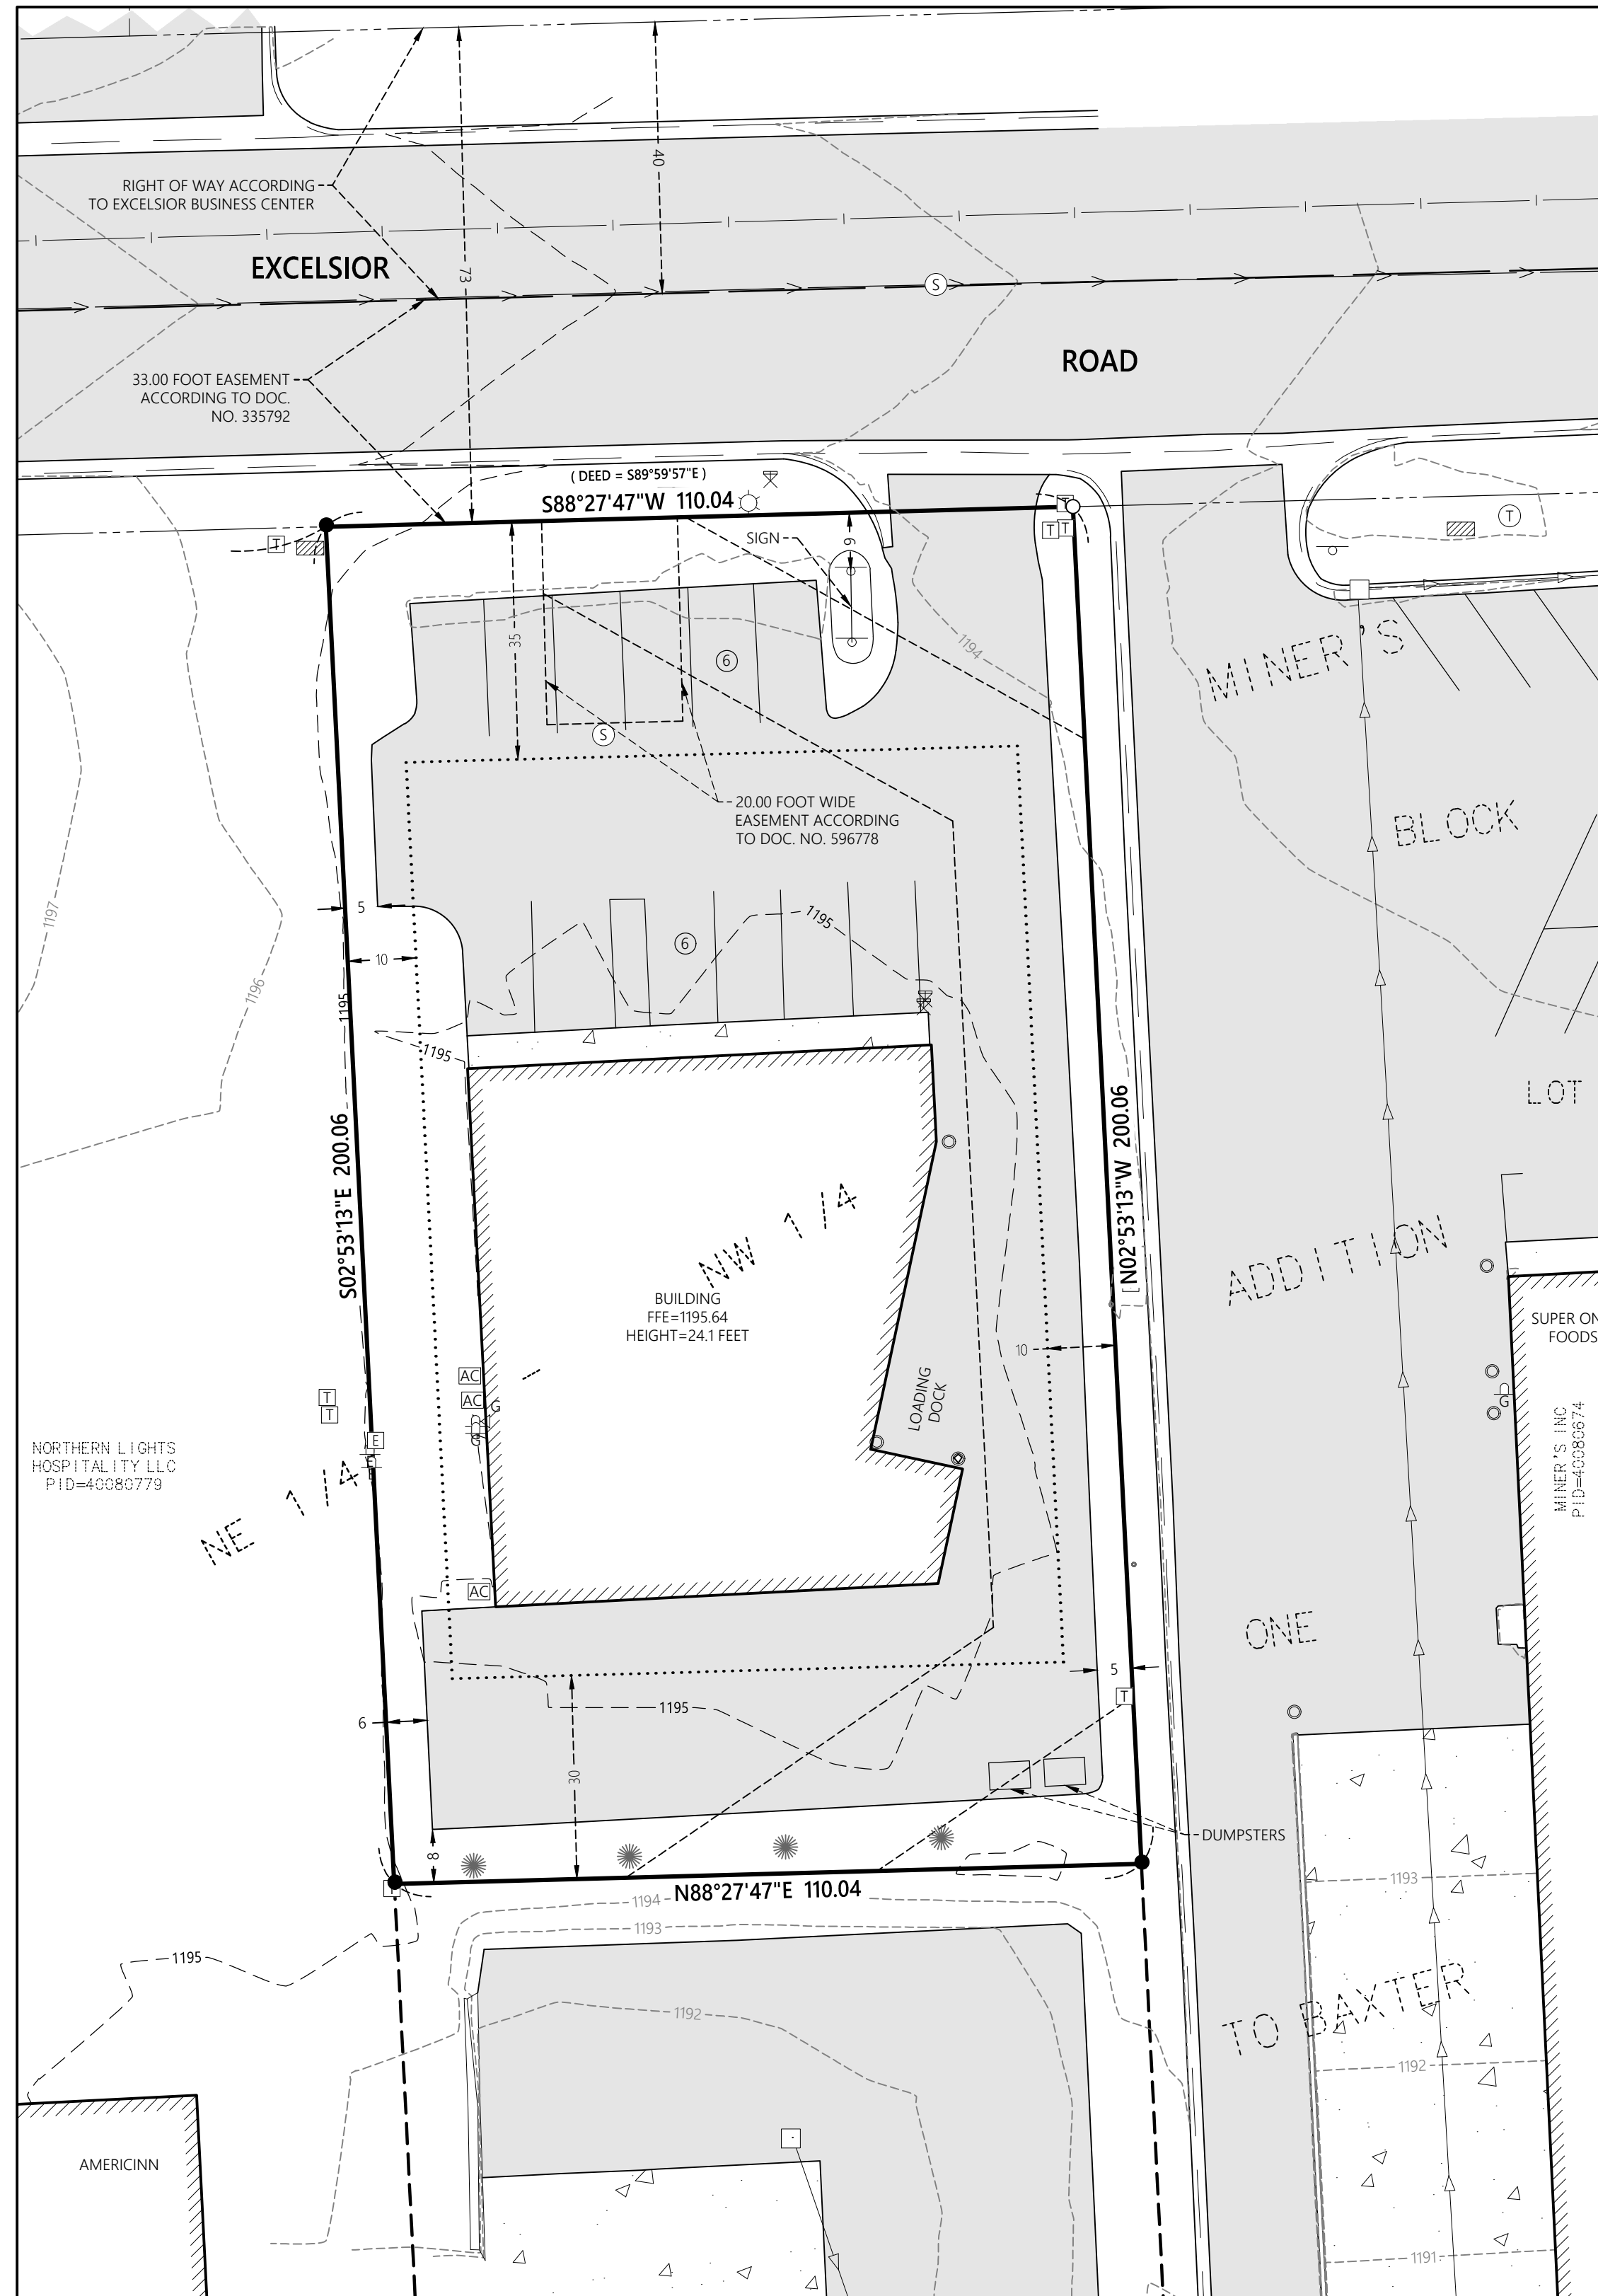 RIGHT OF WAY ACCORDING
TO EXCELSIOR BUSINESS CENTER
40
73
EXCELSIOR
S
ROAD
33.00 FOOT EASEMENT
ACCORDING TO DOC.
NO. 335792
( DEED = S89°59'57"E )
S88°27'47"W 110.04
T
T
T
T
T
SIGN
9
35
6
1194
MINER'S
S
20.00 FOOT WIDE
EASEMENT ACCORDING
TO DOC. NO. 596778
BLOCK
1197
5
1195
6
10
1196
1195
1195
LOT
S02°53'13"E 200.06
N02°53'13"W 200.06
NW 1/4
ADDITION
BUILDING
FFE=1195.64
HEIGHT=24.1 FEET
SUPER ON
FOODS
10
LOADING
DOCK
AC
AC
G
G
T
T
E
E
G
NORTHERN LIGHTS
HOSPITALITY LLC
PID=40080779
MINER'S INC
PID=40080674
NE 1/4
AC
ONE
5
T
1195
6
30
DUMPSTERS
8
1193
N88°27'47"E 110.04
1194
1193
1195
1192
TO BAXTER
1192
AMERICINN
1191